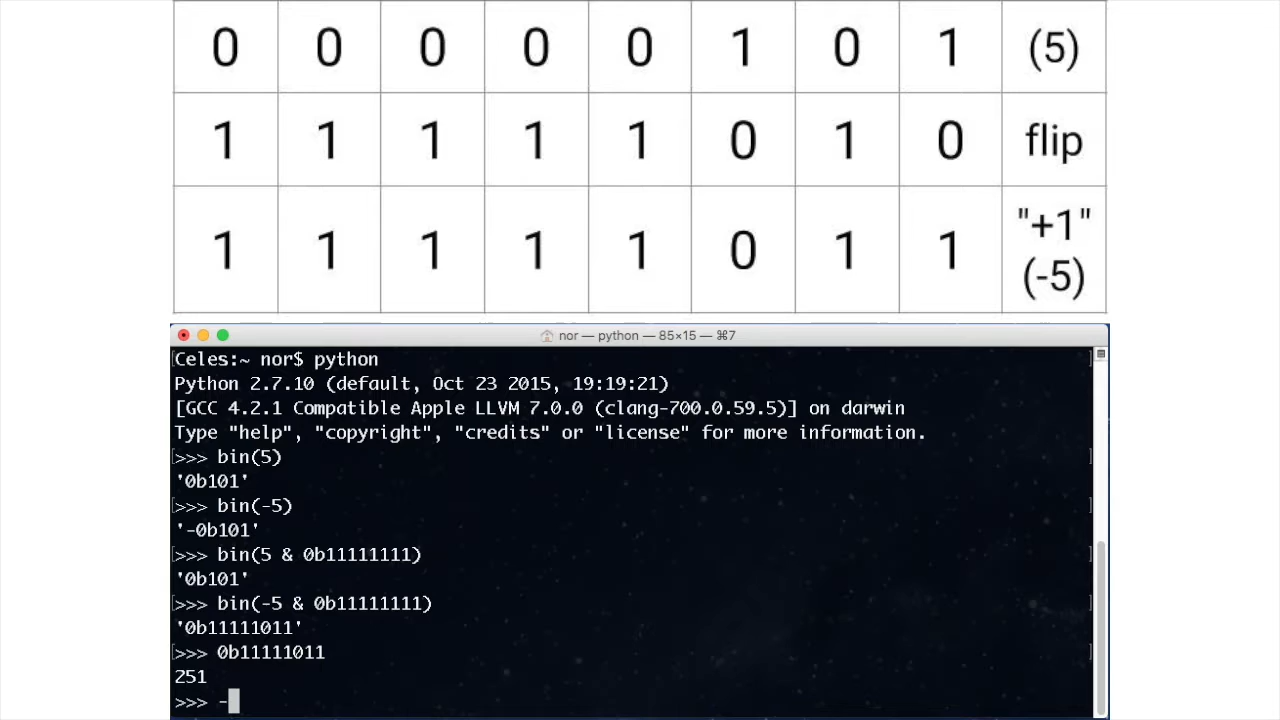 0 0 0 0 0 1 0 1 (5)
1 1 1 1 1 0 1 0 flip
1 1 1 1 1 0 1 1 "+1"
(-5)
nor — python — 85×15 — ⌘7
[Celes:~ nor$ python
Python 2.7.10 (default, Oct 23 2015, 19:19:21)
[GCC 4.2.1 Compatible Apple LLVM 7.0.0 (clang-700.0.59.5)] on darwin
Type "help", "copyright", "credits" or "license" for more information.
[>>> bin(5)
'0b101'
[>>> bin(-5)
'-0b101'
[>>> bin(5 & 0b11111111)
'0b101'
[>>> bin(-5 & 0b11111111)
'0b11111011'
[>>> 0b11111011
251
>>> -